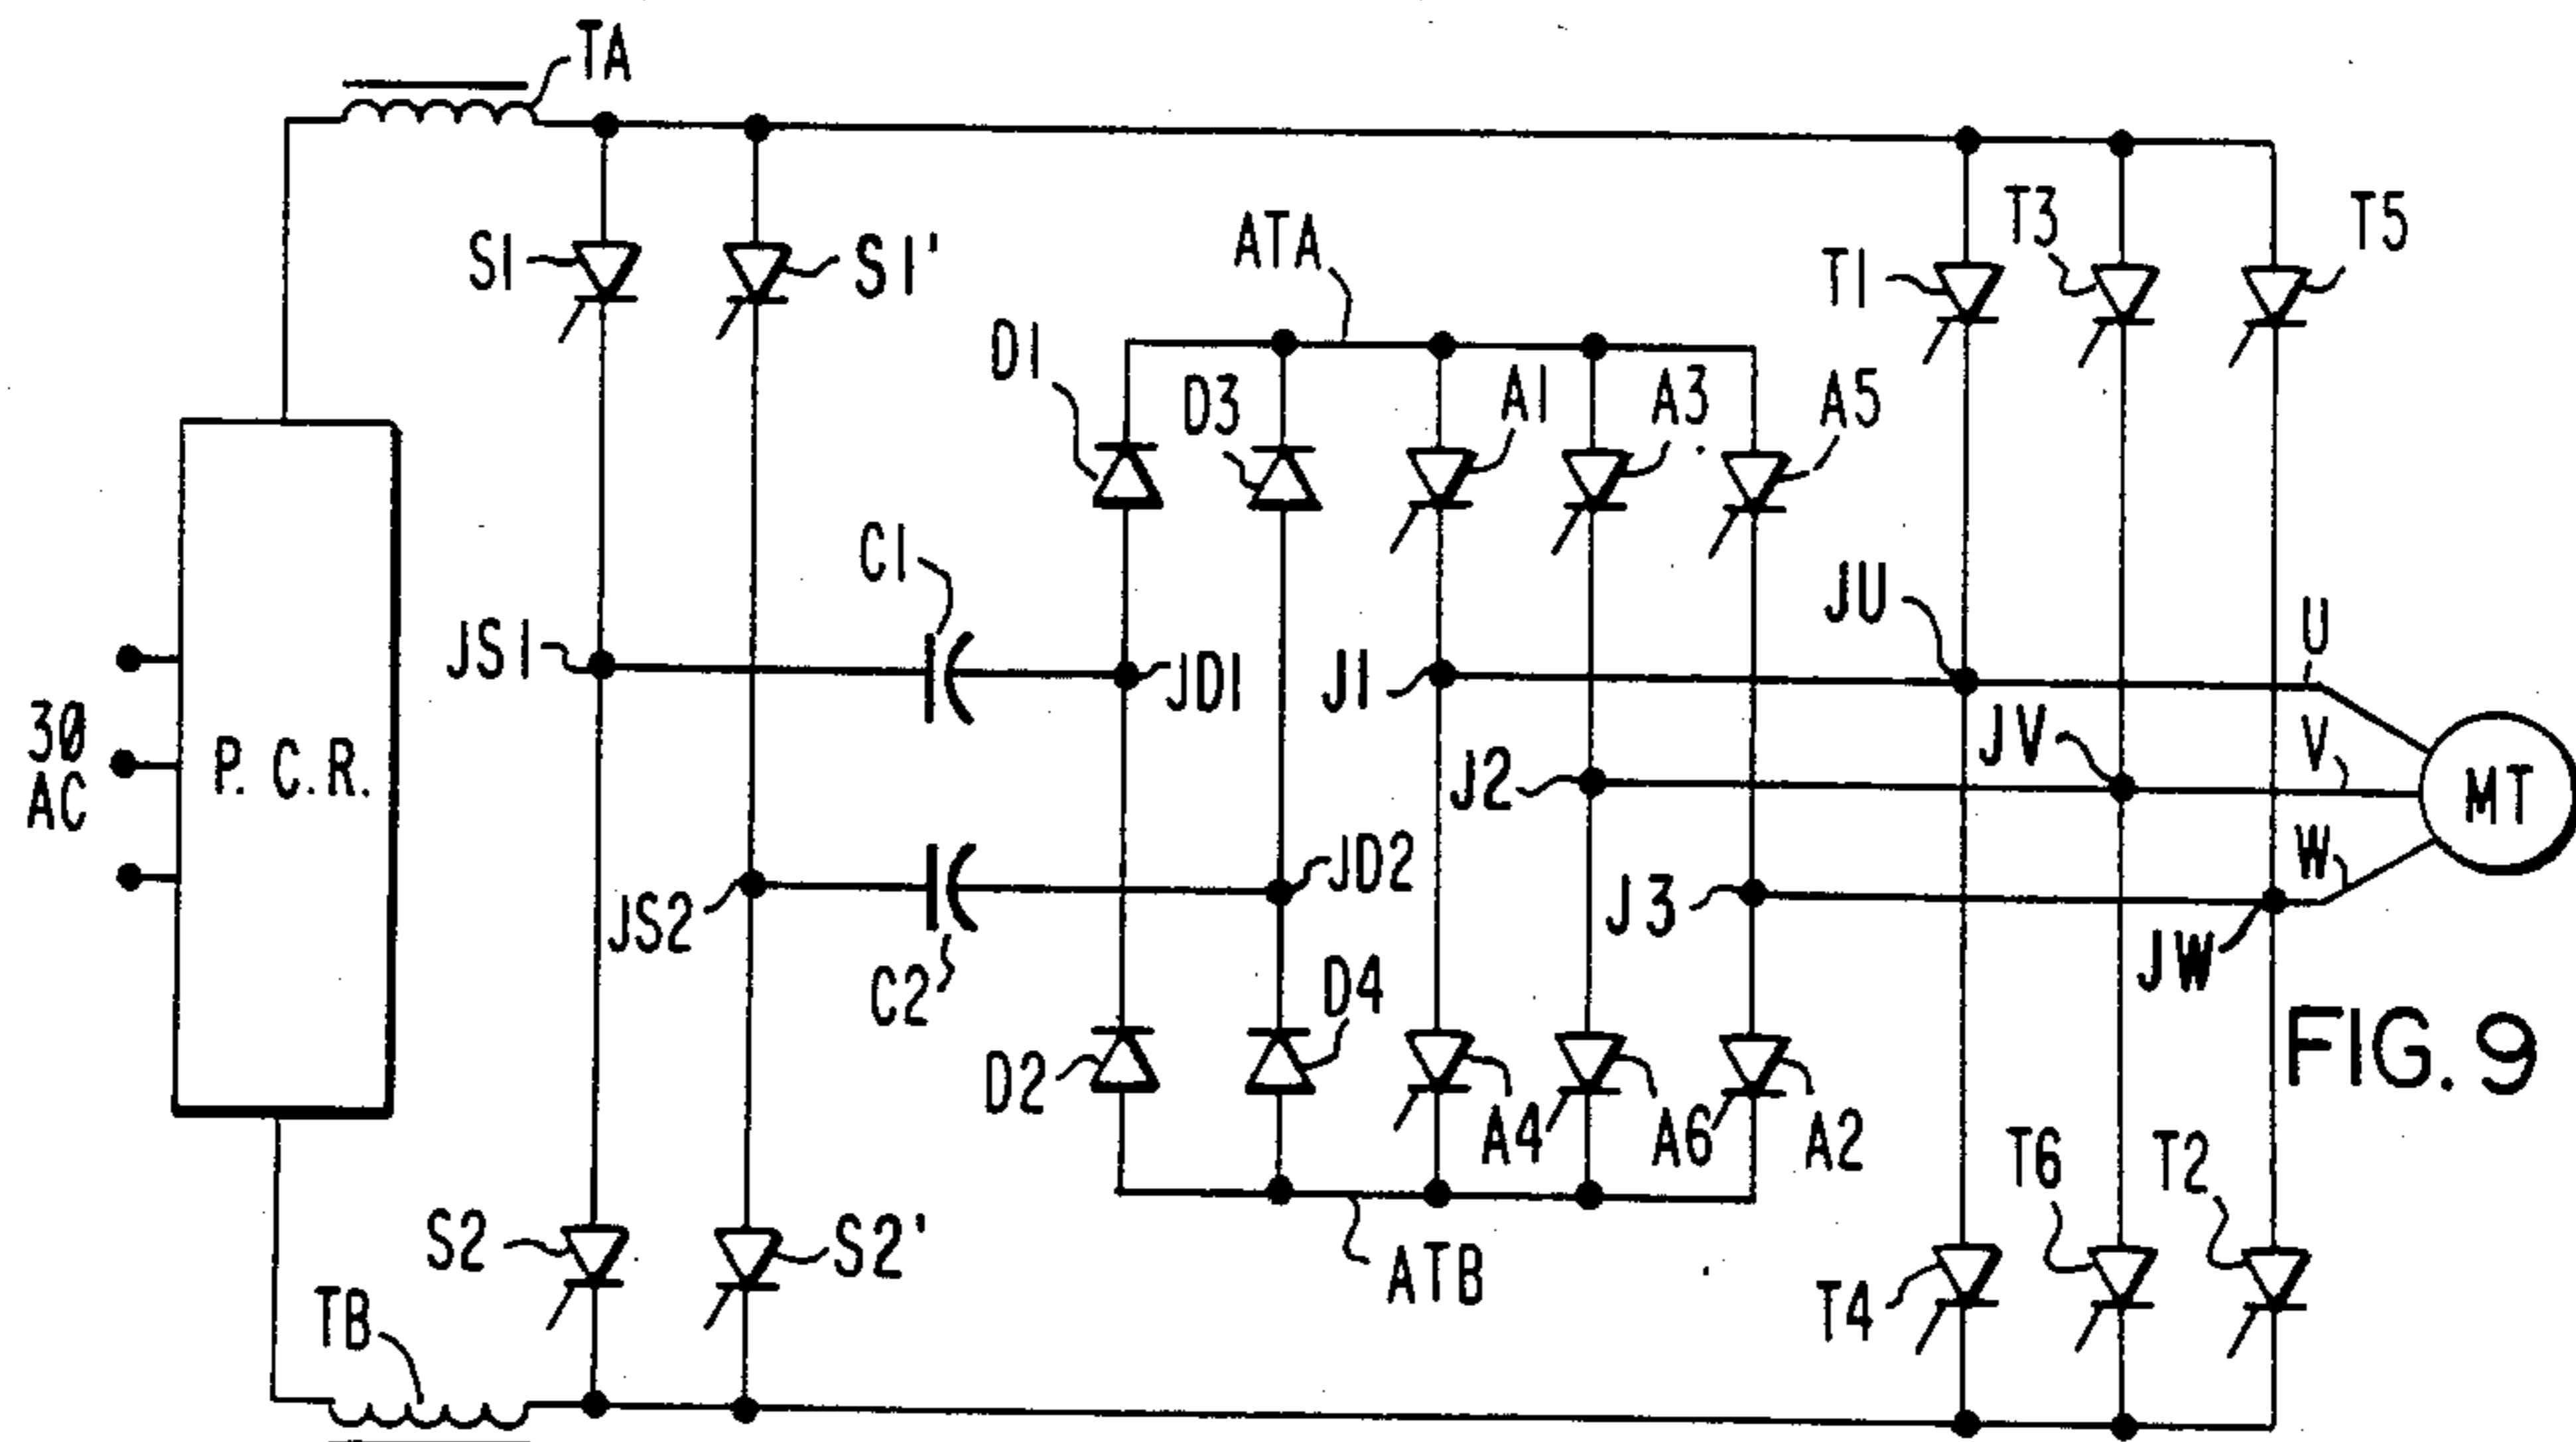 TA
S1
S1'
ATA
T1
T3
T5
D1
D3
A1
A3
A5
C1
JU
U
JS1
JD1
J1
30
AC
P.C.R.
JV
V
J2
MT
W
JS2
JD2
J3
JW
C2
D4
D2
A4
A6
A2
FIG. 9
S2
S2'
ATB
T4
T6
T2
TB